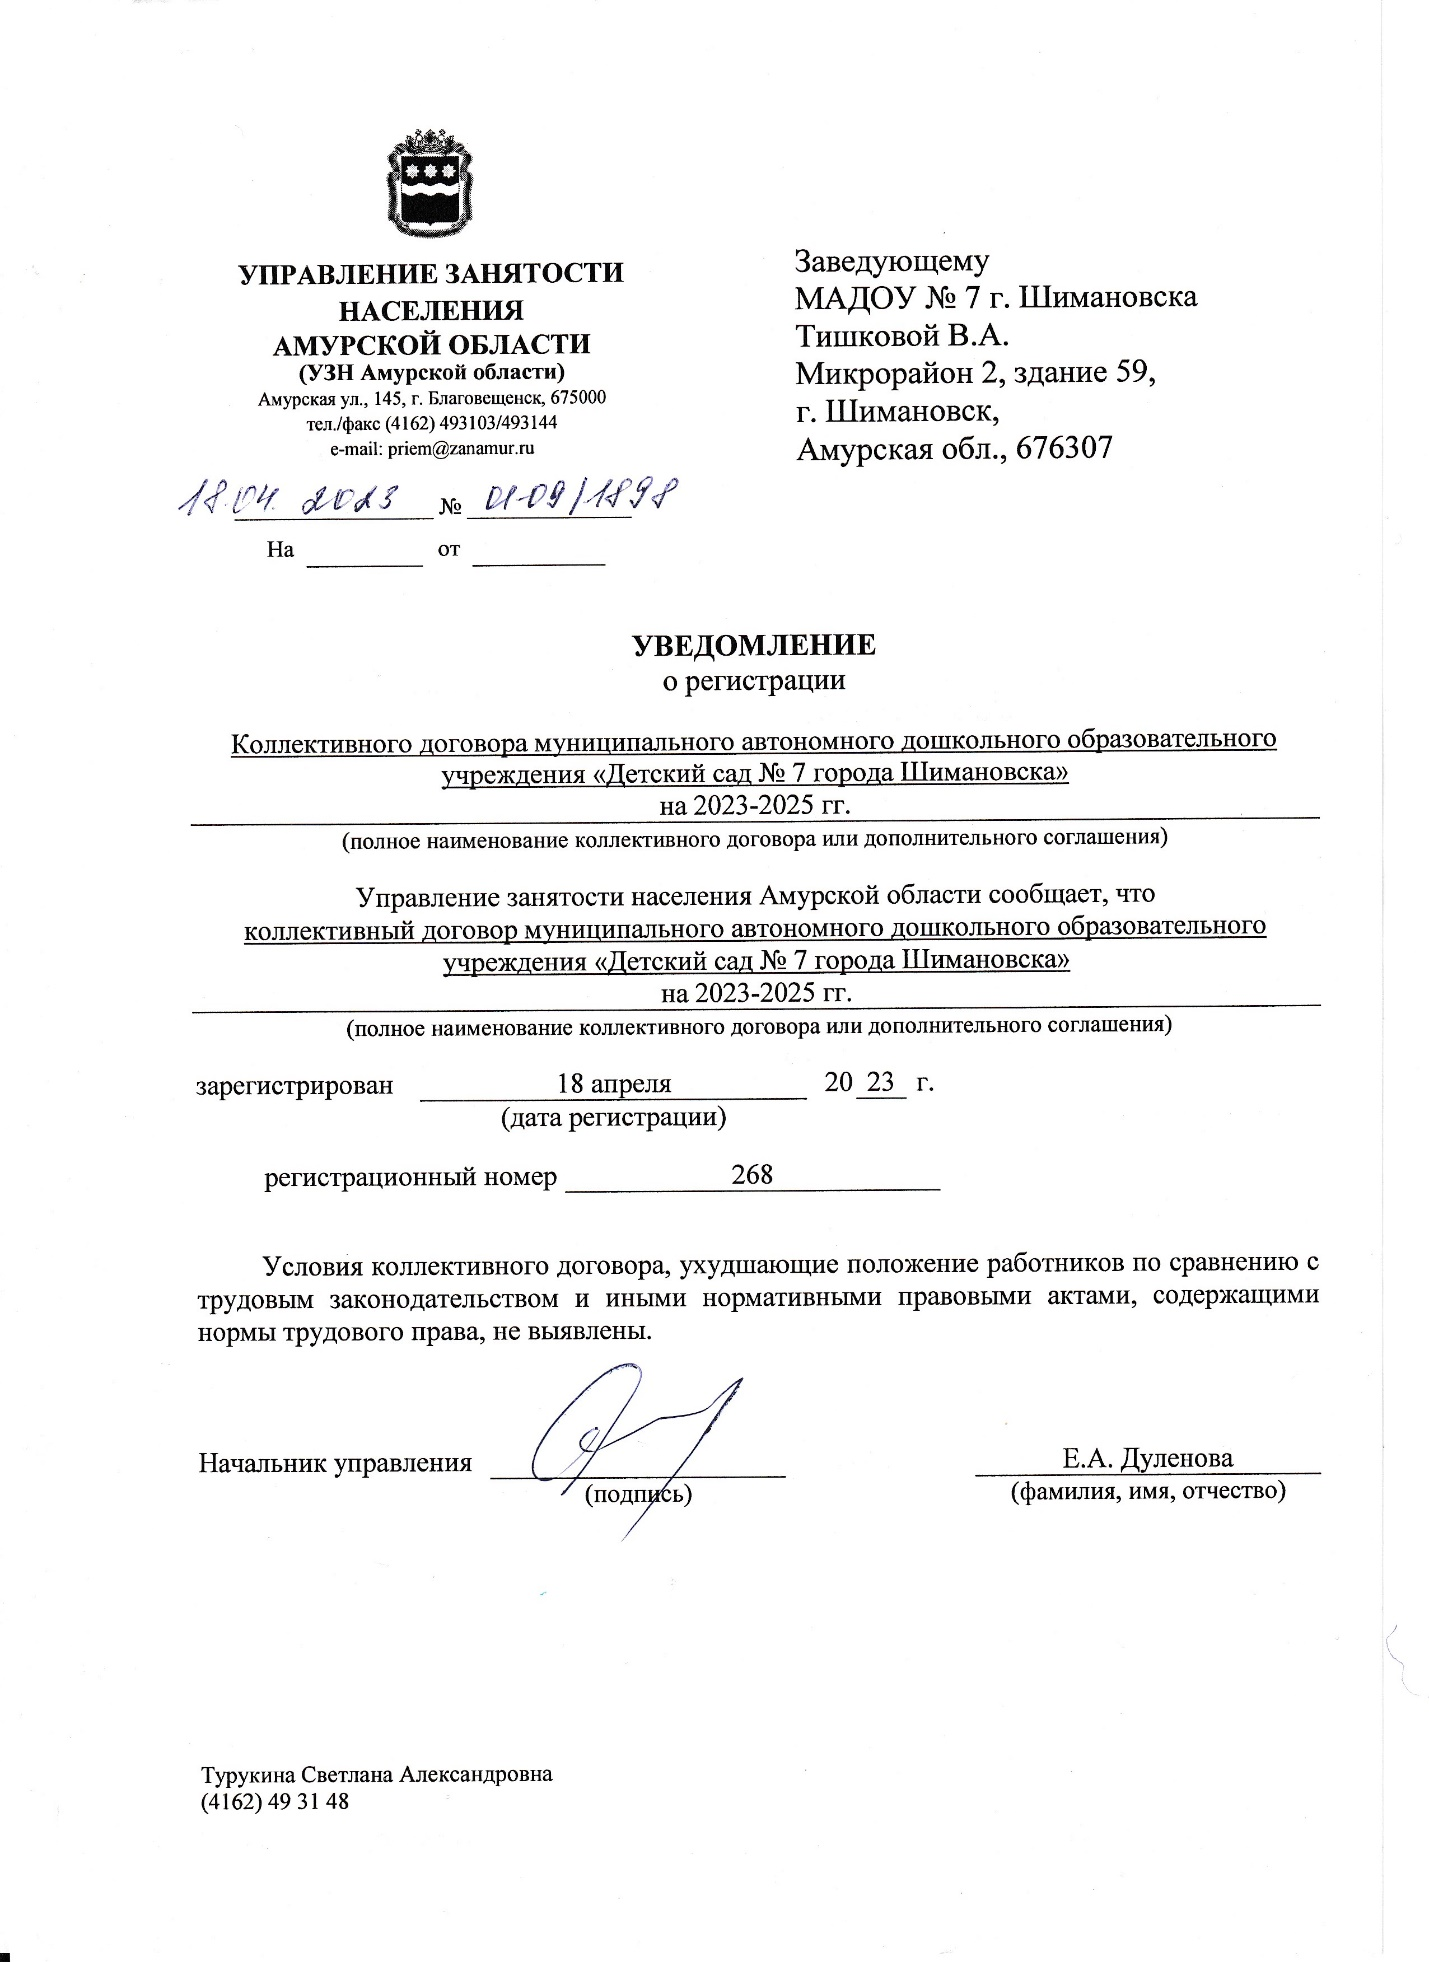 УПРАВЛЕНИЕ ЗАНЯТОСТИ
НАСЕЛЕНИЯ
АМУРСКОЙ ОБЛАСТИ
(УЗН Амурской области)
Амурская ул., 145, г. Благовещенск, 675000
тел./факс (4162) 493103/493144
e-mail: priem@zanamur.ru
18.04. 2023 № 01-09/1898
На от
Заведующему
МАДОУ № 7 г. Шимановска
Тишковой В.А.
Микрорайон 2, здание 59,
г. Шимановск,
Амурская обл., 676307
УВЕДОМЛЕНИЕ
о регистрации
Коллективного договора муниципального автономного дошкольного образовательного
учреждения «Детский сад № 7 города Шимановска»
на 2023-2025 гг.
(полное наименование коллективного договора или дополнительного соглашения)
Управление занятости населения Амурской области сообщает, что
коллективный договор муниципального автономного дошкольного образовательного
учреждения «Детский сад № 7 города Шимановска»
на 2023-2025 гг.
(полное наименование коллективного договора или дополнительного соглашения)
зарегистрирован 18 апреля 20 23 г.
(дата регистрации)
регистрационный номер 268
Условия коллективного договора, ухудшающие положение работников по сравнению с
трудовым законодательством и иными нормативными правовыми актами, содержащими
нормы трудового права, не выявлены.
Начальник управления Е.А. Дуленова
(подпись) (фамилия, имя, отчество)
Турукина Светлана Александровна
(4162) 49 31 48